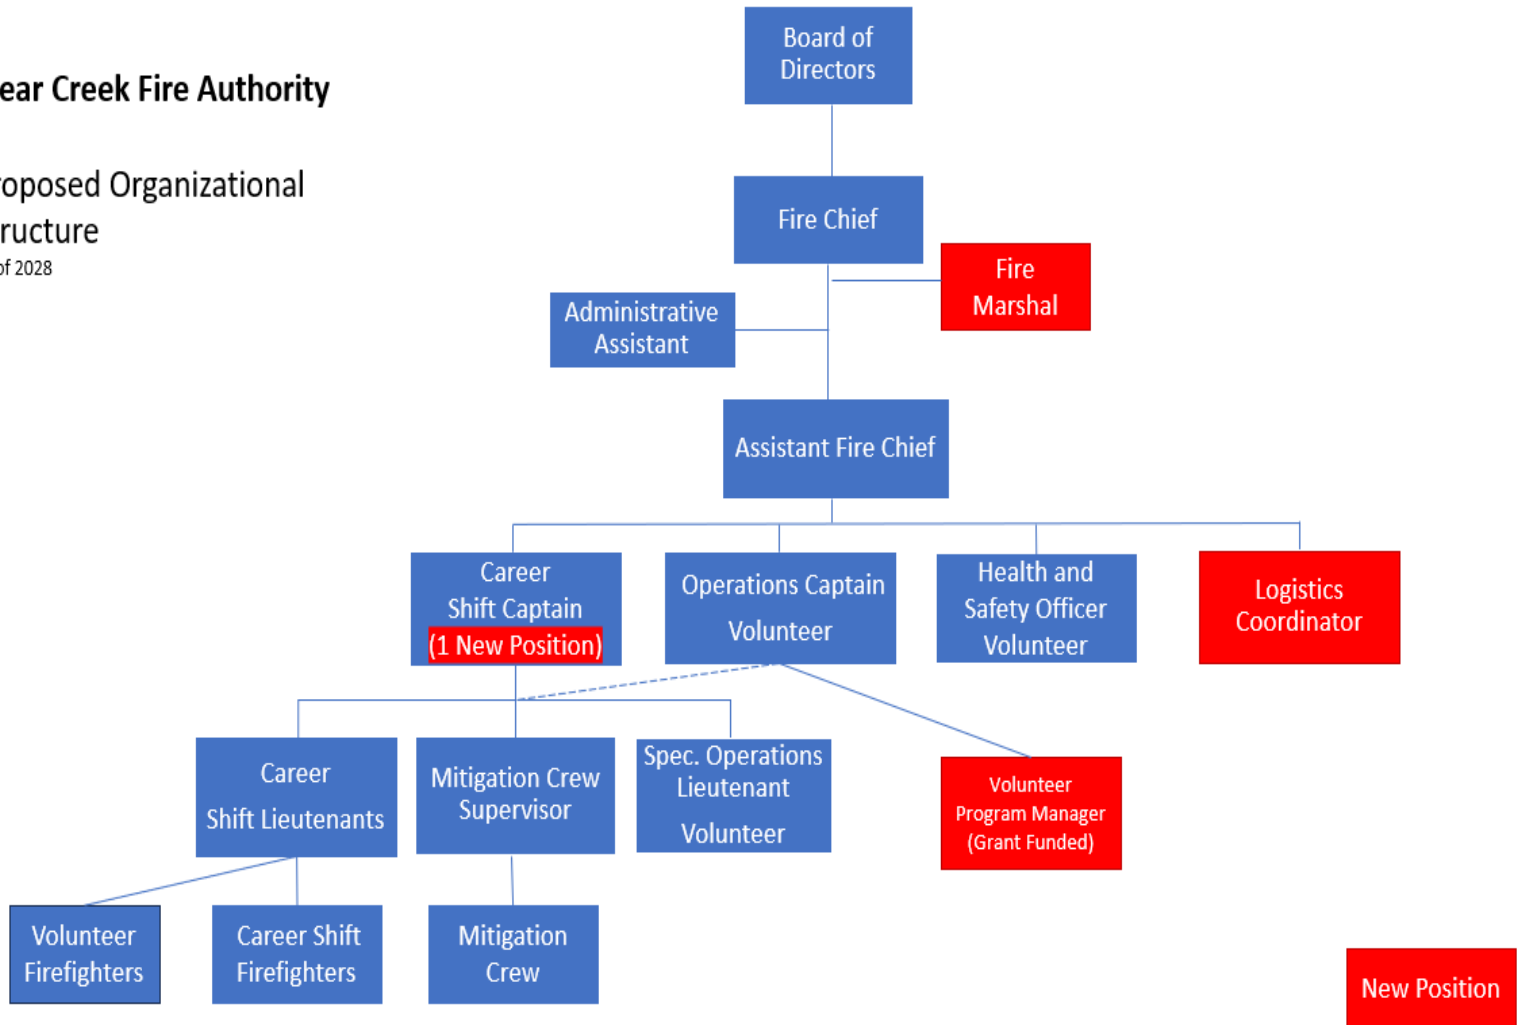 ear Creek Fire Authority
roposed Organizational
ructure
of 2028
Board of
Directors
Fire Chief
Fire
Marshal
Administrative
Assistant
Assistant Fire Chief
Career
Shift Captain
(1 New Position)
Operations Captain
Volunteer
Health and
Safety Officer
Volunteer
Logistics
Coordinator
Career
Shift Lieutenants
Mitigation Crew
Supervisor
Spec. Operations
Lieutenant
Volunteer
Volunteer
Program Manager
(Grant Funded)
Volunteer
Firefighters
Career Shift
Firefighters
Mitigation
Crew
New Position